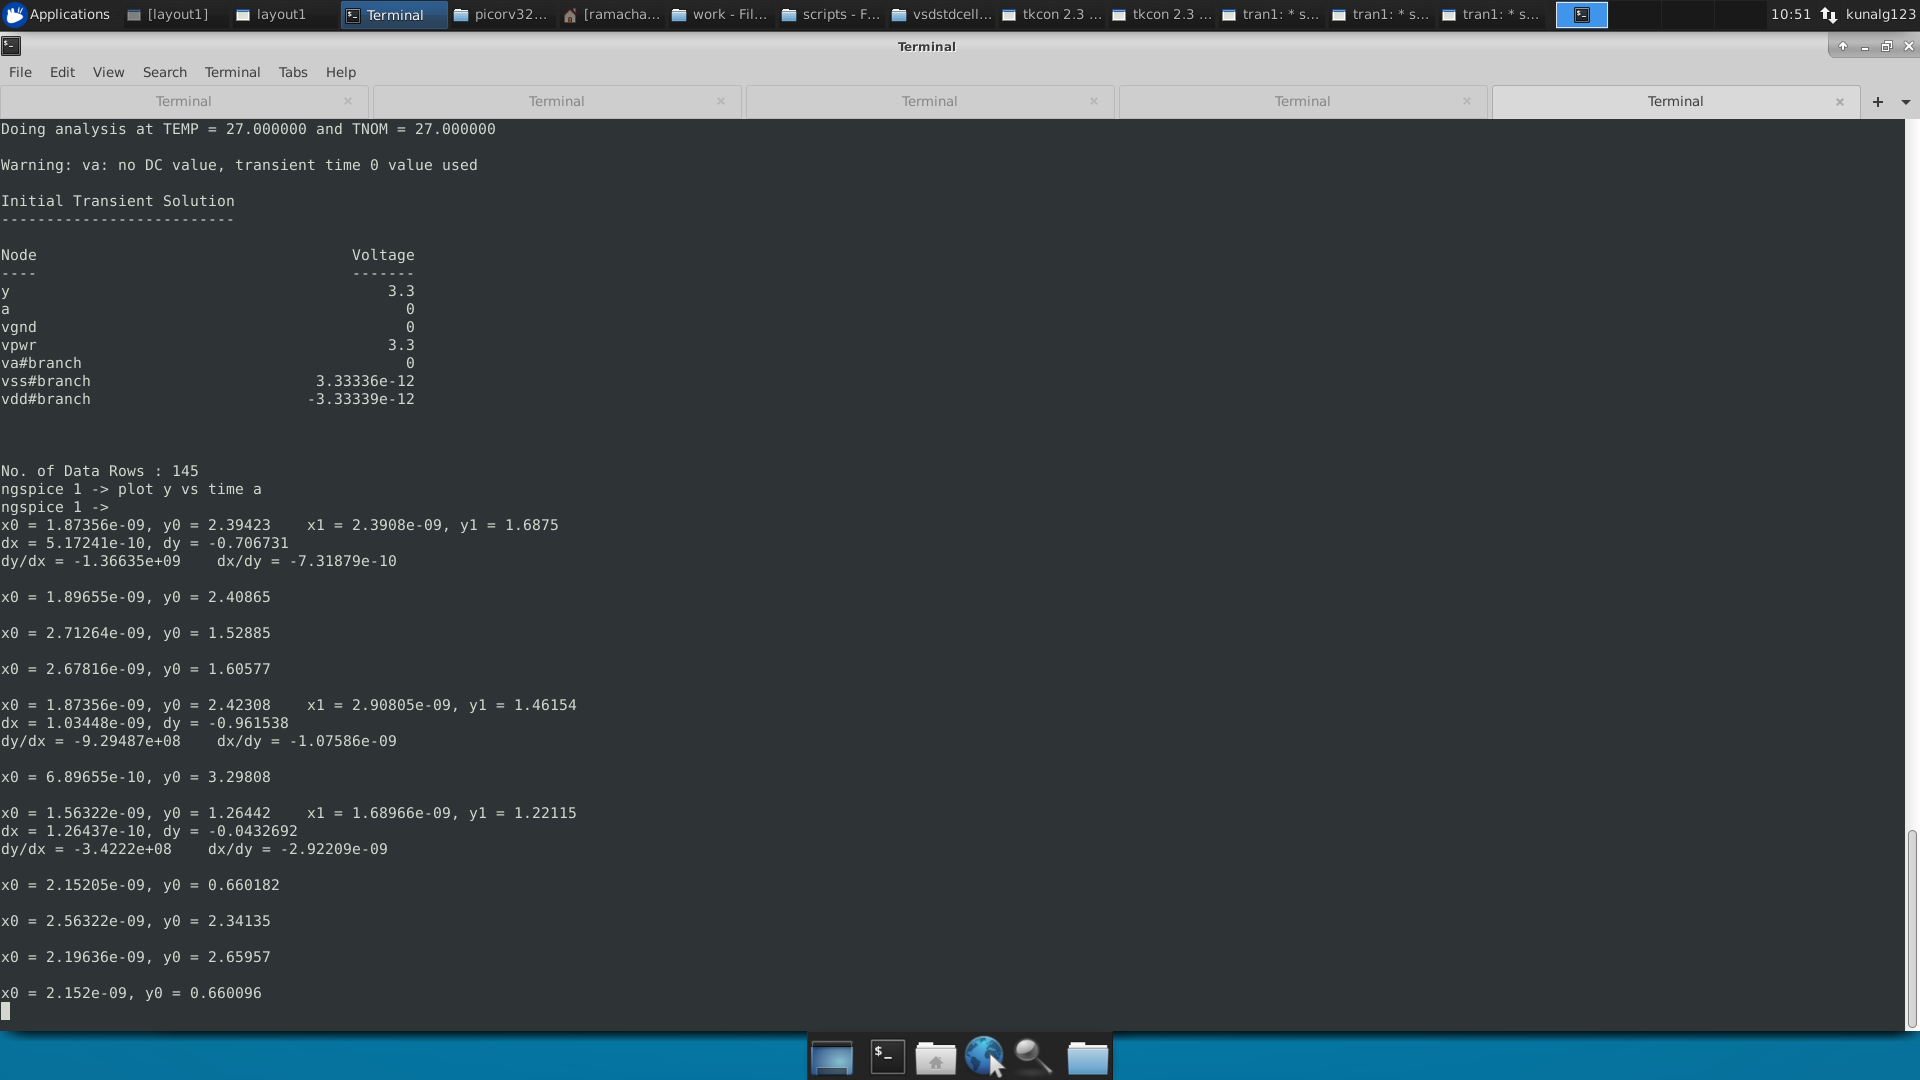 Applications [layout1] layout1 Terminal picorv32... [ramacha... work - Fil... scripts - F... vsdstdcell... tkcon 2.3 ... tkcon 2.3 ... tran1: * s... tran1: * s... tran1: * s... 10:51 kunalg123
Terminal
File Edit View Search Terminal Tabs Help
Terminal Terminal Terminal Terminal Terminal
Doing analysis at TEMP = 27.000000 and TNOM = 27.000000
Warning: va: no DC value, transient time 0 value used
Initial Transient Solution
--------------------------
Node Voltage
---- -------
y 3.3
a 0
vgnd 0
vpwr 3.3
va#branch 0
vss#branch 3.33336e-12
vdd#branch -3.33339e-12
No. of Data Rows : 145
ngspice 1 -> plot y vs time a
ngspice 1 ->
x0 = 1.87356e-09, y0 = 2.39423    x1 = 2.3908e-09, y1 = 1.6875
dx = 5.17241e-10, dy = -0.706731
dy/dx = -1.36635e+09    dx/dy = -7.31879e-10
x0 = 1.89655e-09, y0 = 2.40865
x0 = 2.71264e-09, y0 = 1.52885
x0 = 2.67816e-09, y0 = 1.60577
x0 = 1.87356e-09, y0 = 2.42308    x1 = 2.90805e-09, y1 = 1.46154
dx = 1.03448e-09, dy = -0.961538
dy/dx = -9.29487e+08    dx/dy = -1.07586e-09
x0 = 6.89655e-10, y0 = 3.29808
x0 = 1.56322e-09, y0 = 1.26442    x1 = 1.68966e-09, y1 = 1.22115
dx = 1.26437e-10, dy = -0.0432692
dy/dx = -3.4222e+08    dx/dy = -2.92209e-09
x0 = 2.15205e-09, y0 = 0.660182
x0 = 2.56322e-09, y0 = 2.34135
x0 = 2.19636e-09, y0 = 2.65957
x0 = 2.152e-09, y0 = 0.660096